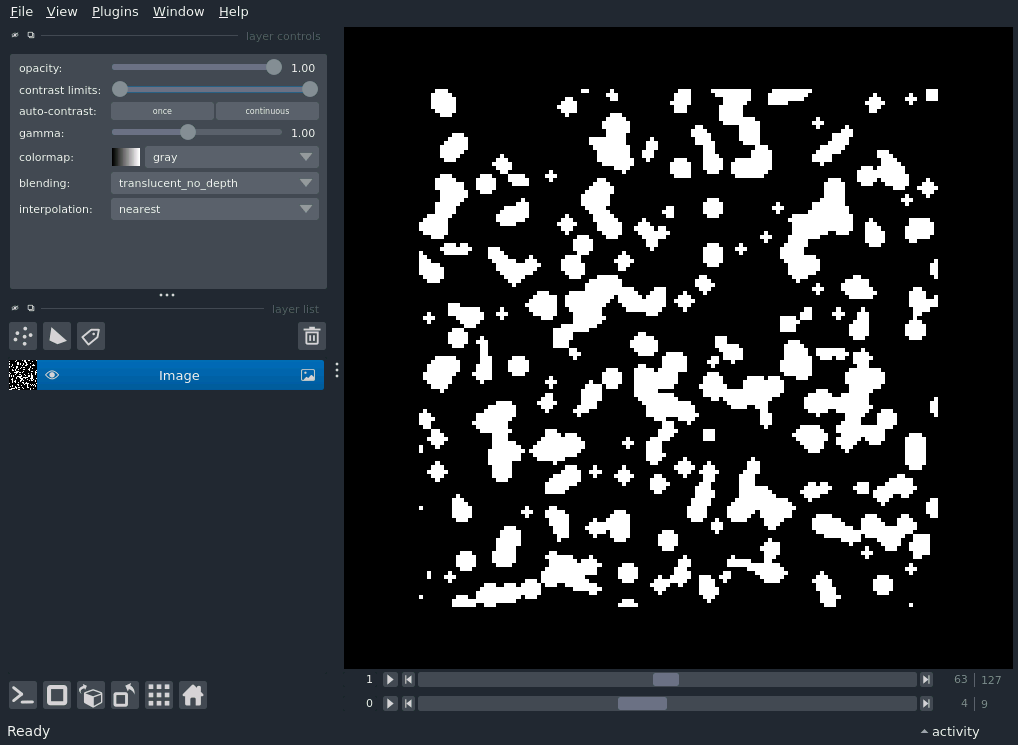 File View Plugins Window Help
layer controls
opacity: 1.00
contrast limits:
auto-contrast: once continuous
gamma: 1.00
colormap: gray
blending: translucent_no_depth
interpolation: nearest
layer list
Image
1 63 127
0 4 9
Ready activity